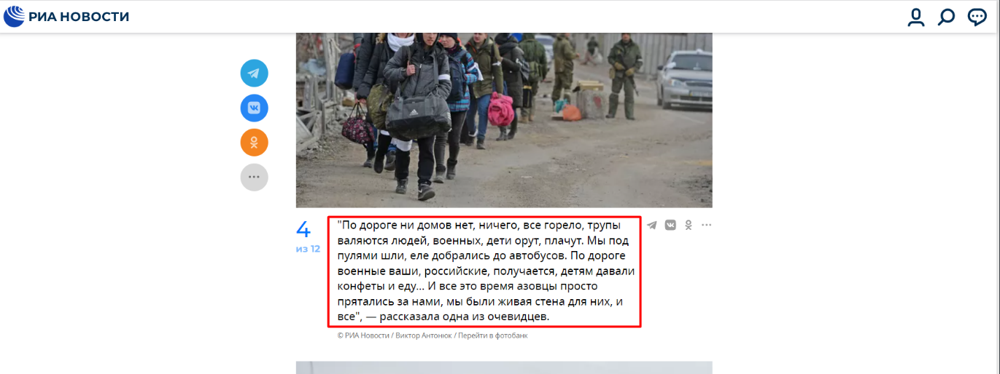 РИА НОВОСТИ
adidas
4
из 12
"По дороге ни домов нет, ничего, все горело, трупы
валяются людей, военных, дети орут, плачут. Мы под
пулями шли, еле добрались до автобусов. По дороге
военные ваши, российские, получается, детям давали
конфеты и еду... И все это время азовцы просто
прятались за нами, мы были живая стена для них, и
все", — рассказала одна из очевидцев.
© РИА Новости / Виктор Антонюк / Перейти в фотобанк